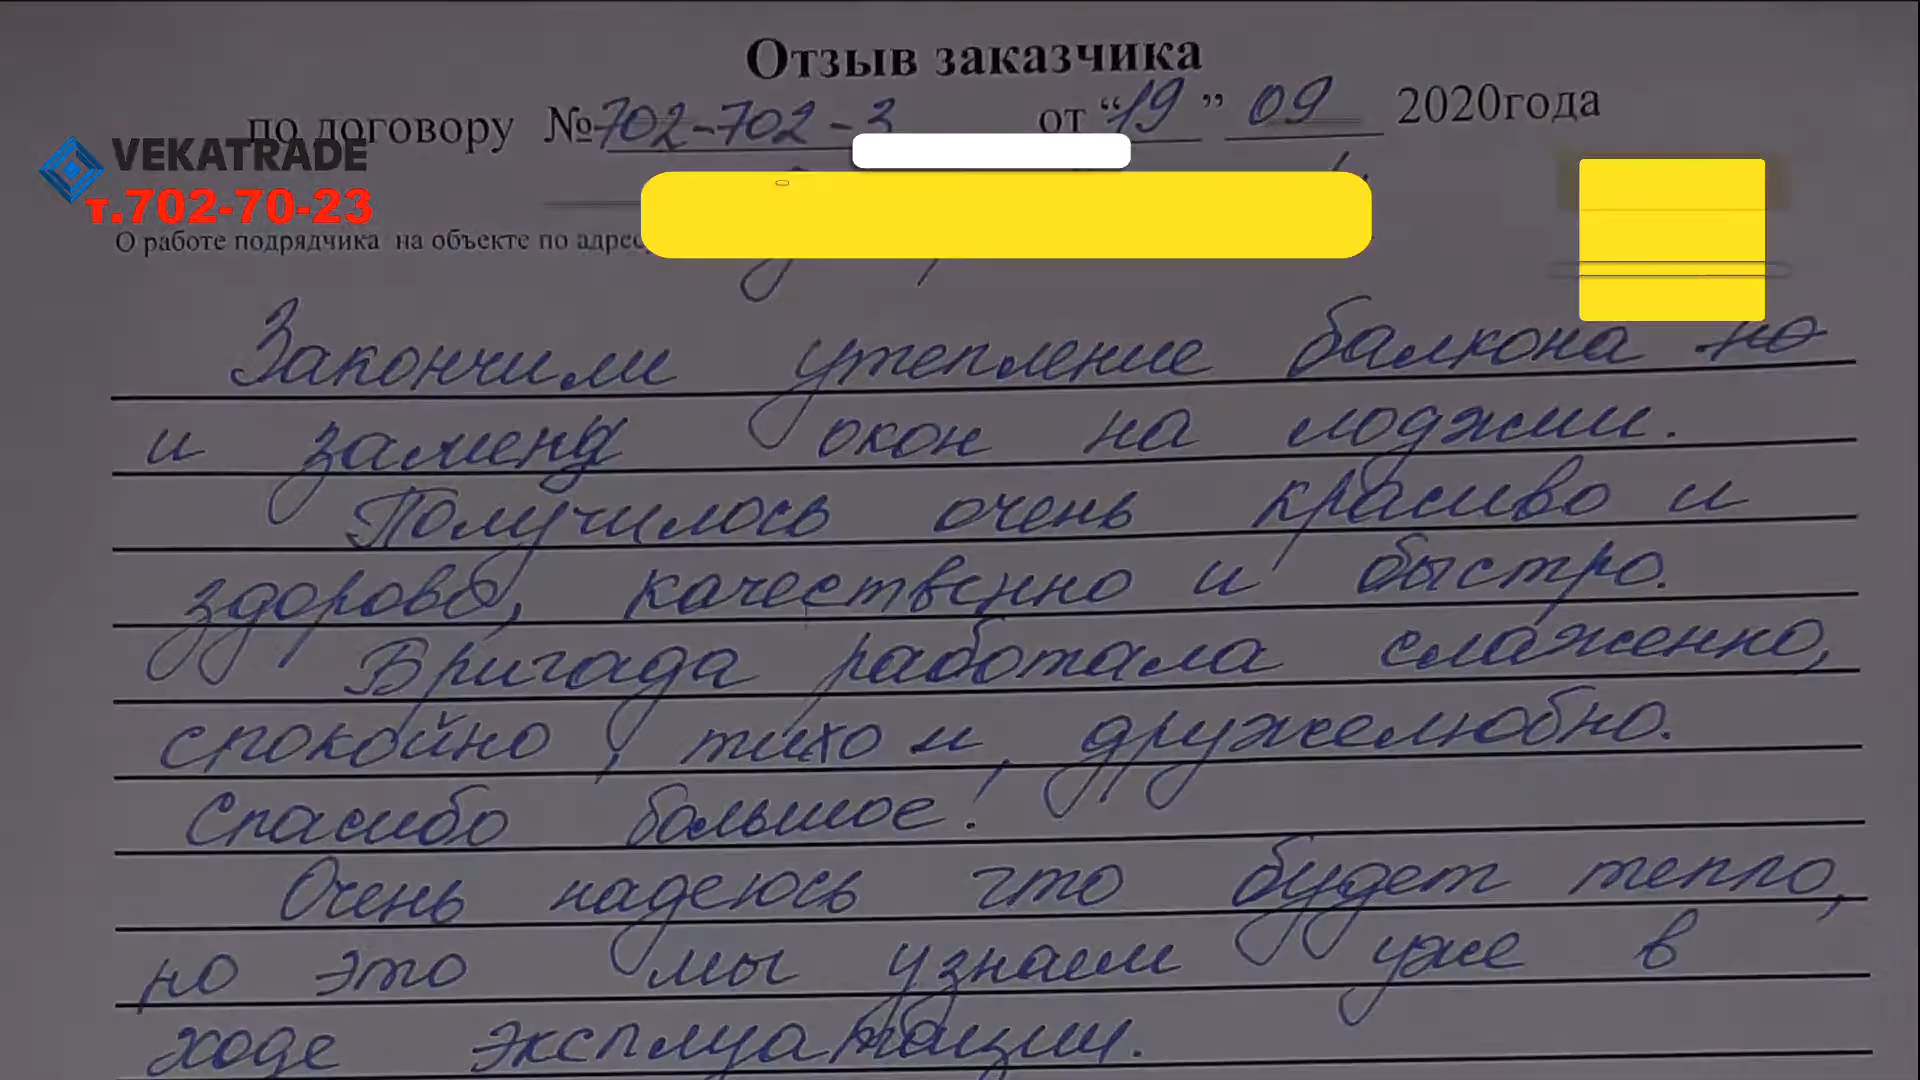 Отзыв заказчика
по договору № 702-702-3 от “19” 09 2020года
VEKATRADE
т.702-70-23
О работе подрядчика на объекте по адрес
Закончили утепление балкона но
и замену окон на лоджии.
Получилось очень красиво и
здорово, качественно и быстро.
Бригада работала слаженно,
спокойно, тихо и, дружелюбно.
Спасибо большое!
Очень надеюсь что будет тепло,
но это мы узнаем уже в
ходе эксплуатации.